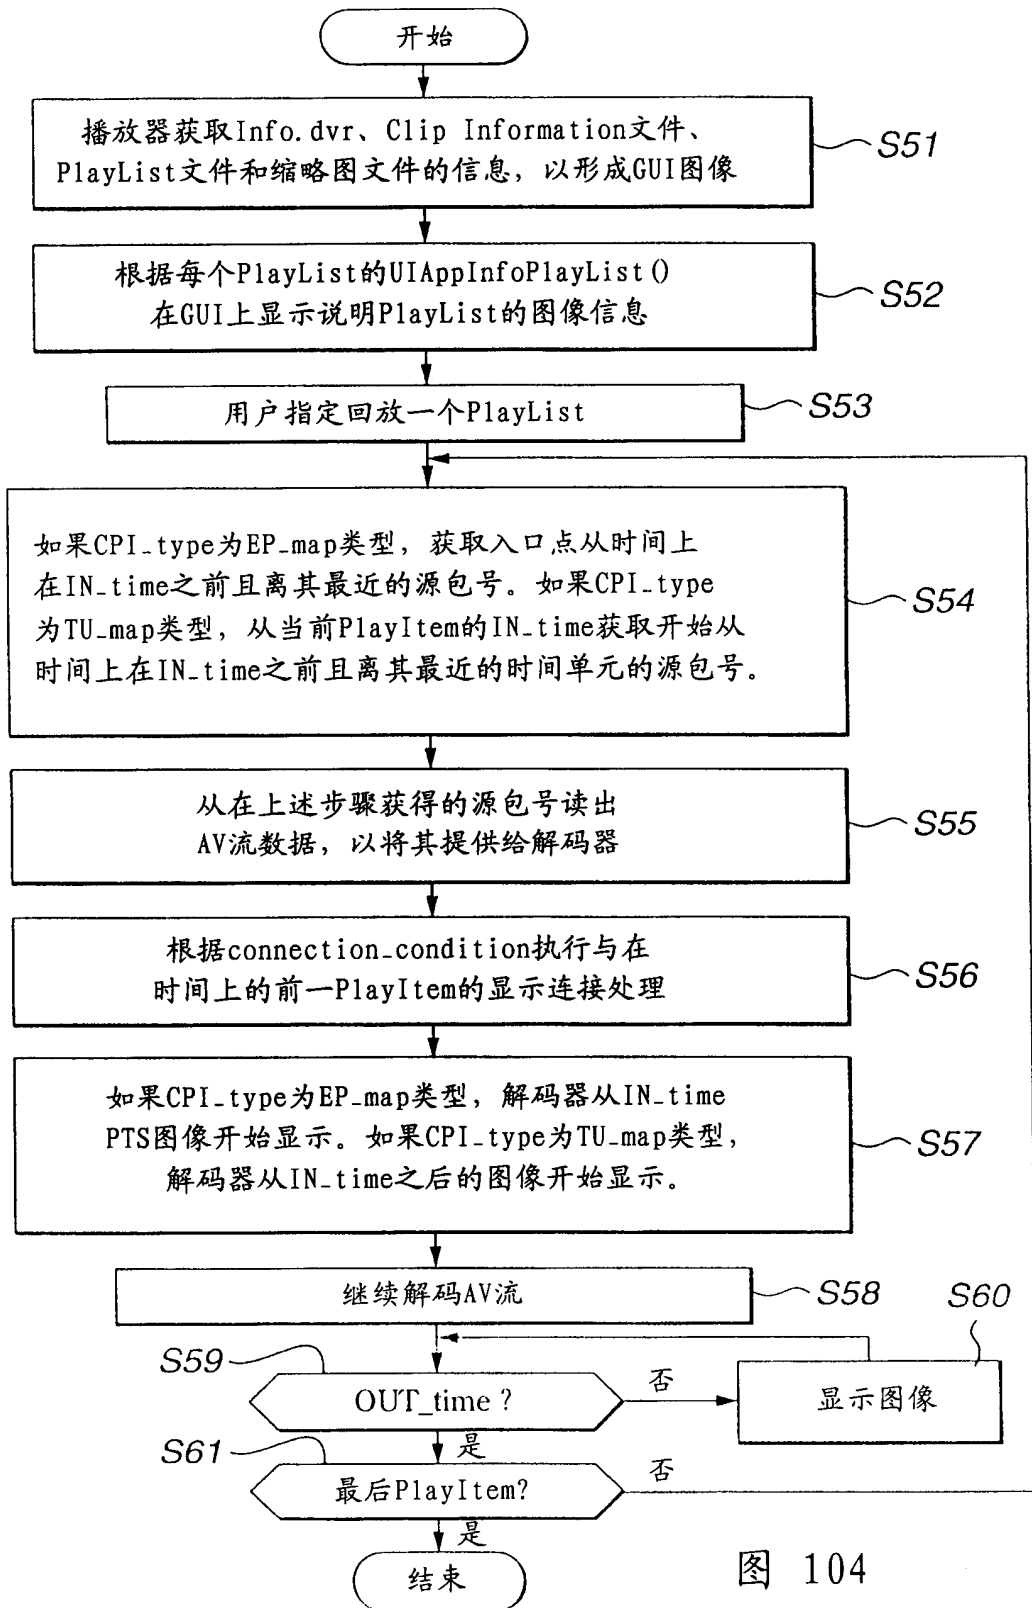 开始
播放器获取Info.dvr、Clip Information文件、
PlayList文件和缩略图文件的信息，以形成GUI图像
S51
根据每个PlayList的UIAppInfoPlayList()
在GUI上显示说明PlayList的图像信息
S52
用户指定回放一个PlayList
S53
如果CPI_type为EP_map类型，获取入口点从时间上
在IN_time之前且离其最近的源包号。如果CPI_type
为TU_map类型，从当前PlayItem的IN_time获取开始从
时间上在IN_time之前且离其最近的时间单元的源包号。
S54
从在上述步骤获得的源包号读出
AV流数据，以将其提供给解码器
S55
根据connection_condition执行与在
时间上的前一PlayItem的显示连接处理
S56
如果CPI_type为EP_map类型，解码器从IN_time
PTS图像开始显示。如果CPI_type为TU_map类型，
解码器从IN_time之后的图像开始显示。
S57
继续解码AV流
S58
S60
S59
OUT_time？
否
显示图像
是
S61
最后PlayItem?
否
是
结束
图 104